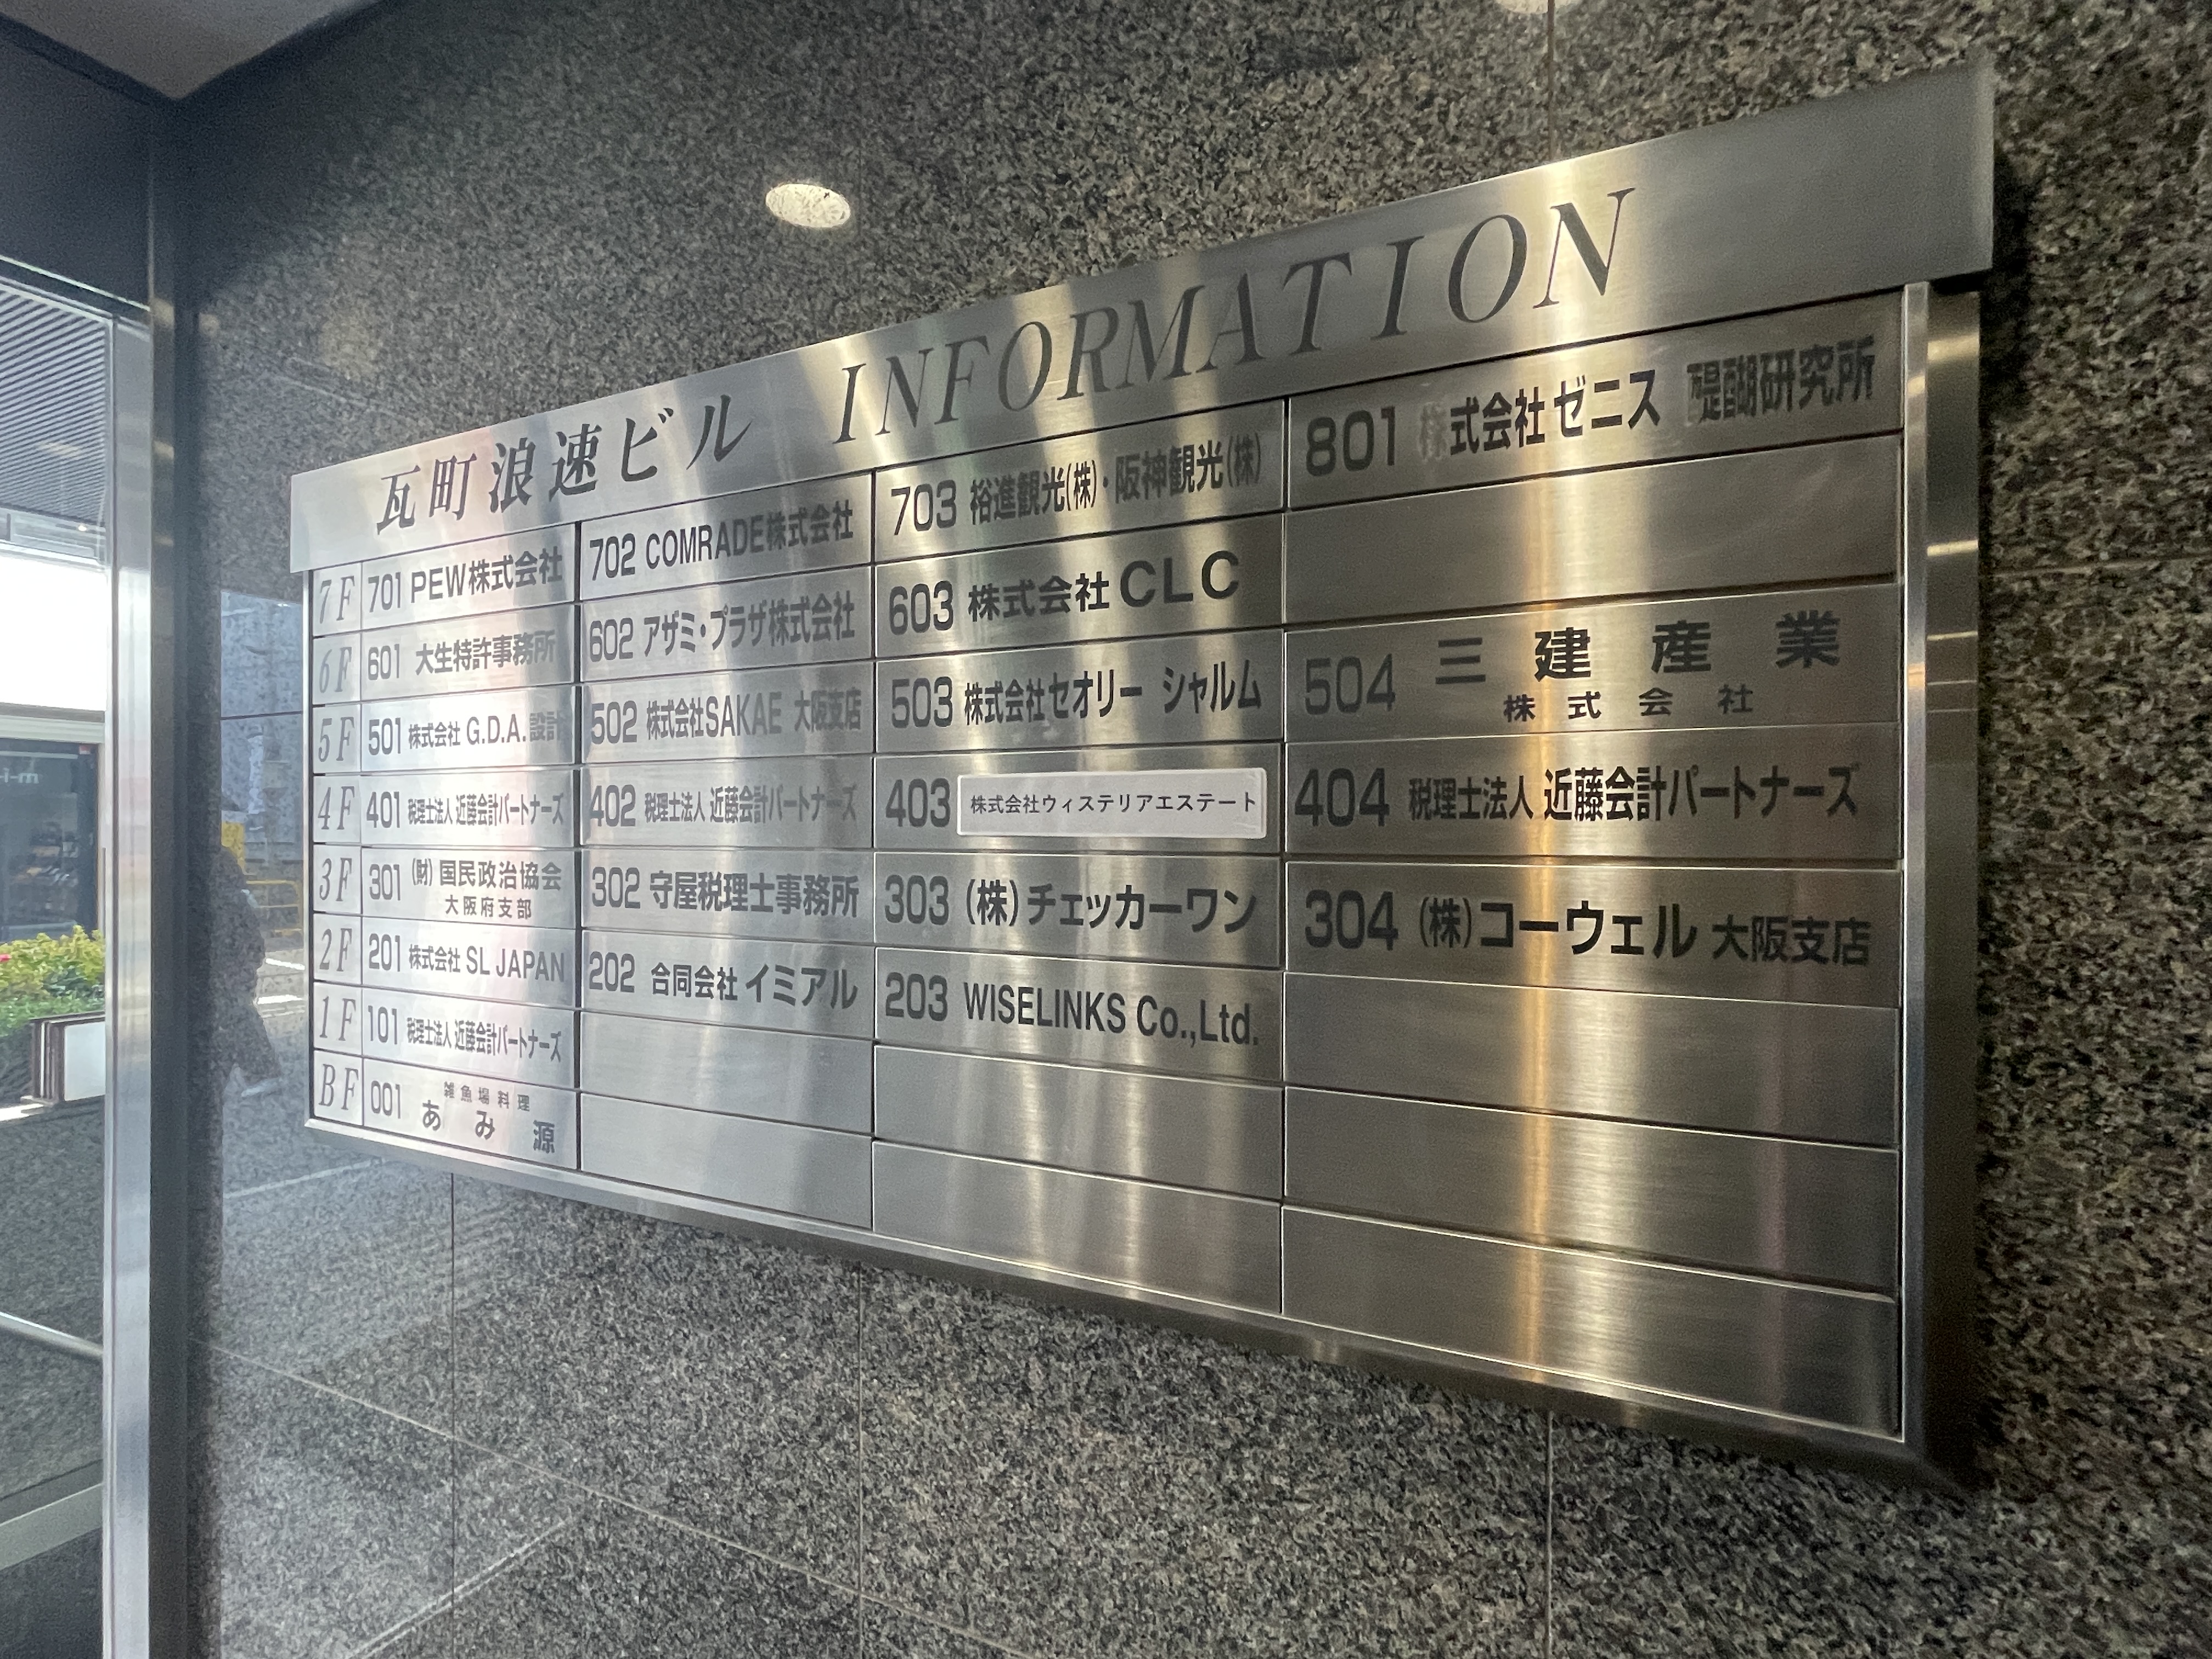 瓦町浪速ビル INFORMATION
7F 701 PEW株式会社 702 COMRADE株式会社 703 裕進観光(株)・阪神観光(株) 801 株式会社ゼニス 醍醐研究所
6F 601 大生特許事務所 602 アザミ・プラザ株式会社 603 株式会社CLC
5F 501 株式会社 G.D.A.設計 502 株式会社SAKAE 大阪支店 503 株式会社セオリー シャルム 504 三建産業
株式会社
4F 401 税理士法人 近藤会計パートナーズ 402 税理士法人 近藤会計パートナーズ 403 株式会社ウィステリアエステート 404 税理士法人 近藤会計パートナーズ
3F 301 (財)国民政治協会 302 守屋税理士事務所 303 (株)チェッカーワン 304 (株)コーウェル 大阪支店
大阪府支部
2F 201 株式会社 SL JAPAN 202 合同会社 イミアル 203 WISELINKS Co.,Ltd.
1F 101 税理士法人 近藤会計パートナーズ
雑魚場料理
BF 001 あみ源